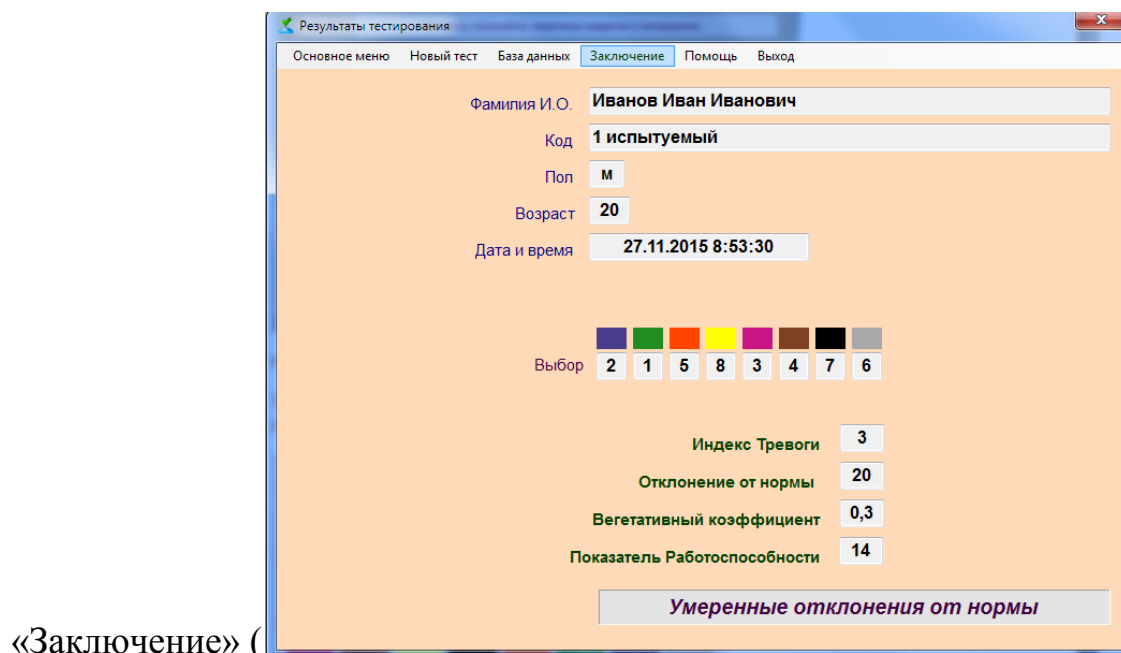 Результаты тестирования
Основное меню Новый тест База данных Заключение Помощь Выход
Фамилия И.О. Иванов Иван Иванович
Код 1 испытуемый
Пол м
Возраст 20
Дата и время 27.11.2015 8:53:30
Выбор 2 1 5 8 3 4 7 6
Индекс Тревоги 3
Отклонение от нормы 20
Вегетативный коэффициент 0,3
Показатель Работоспособности 14
Умеренные отклонения от нормы
«Заключение» (